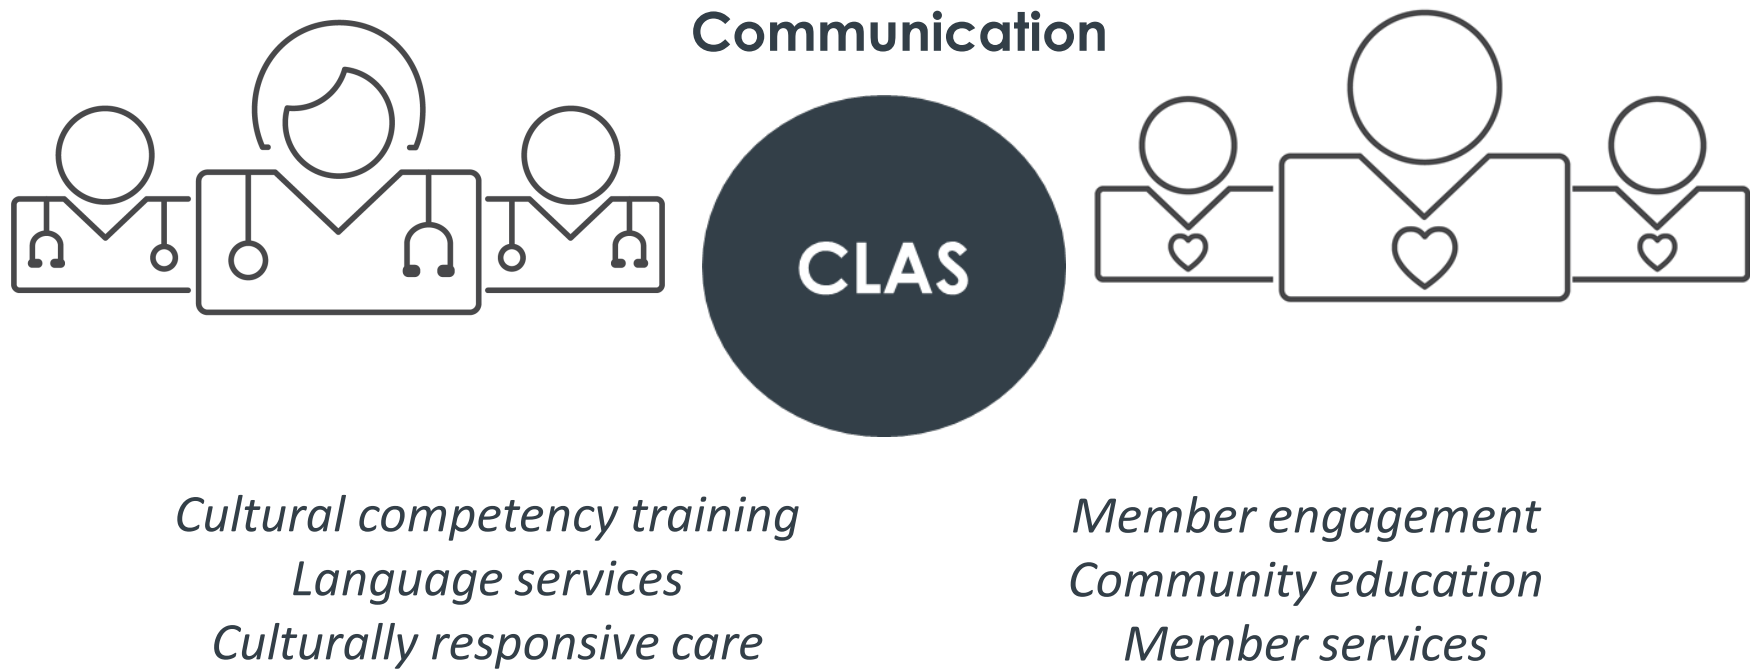 Communication
CLAS
Cultural competency training
Language services
Culturally responsive care
Member engagement
Community education
Member services